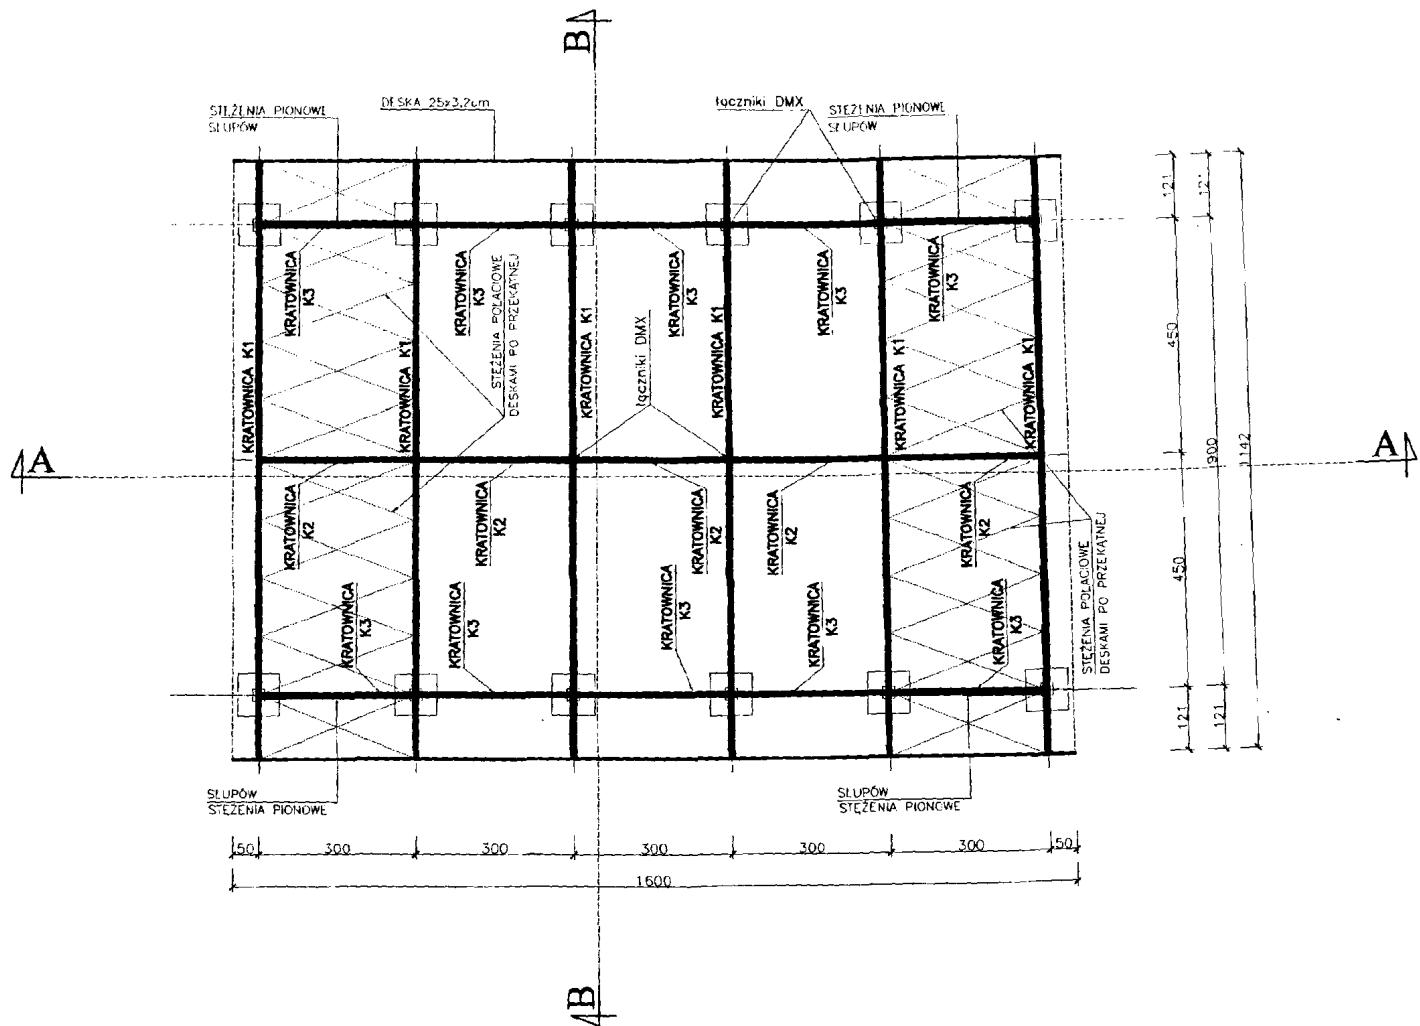 B
STĘŻENIA PIONOWE
SŁUPÓW
DESKA 25x3,2cm
łączniki DMX
STĘŻENIA PIONOWE
SŁUPÓW
121
121
KRATOWNICA
K3
KRATOWNICA
K3
STĘŻENIA POŁACIOWE
DESKAMI PO PRZEKĄTNEJ
KRATOWNICA
K3
KRATOWNICA
K3
KRATOWNICA
K3
KRATOWNICA K1
KRATOWNICA K1
KRATOWNICA K1
łączniki DMX
KRATOWNICA K1
KRATOWNICA K1
KRATOWNICA K1
450
900
1142
A
A
KRATOWNICA
K2
KRATOWNICA
K2
KRATOWNICA
K2
KRATOWNICA
K2
KRATOWNICA
K2
STĘŻENIA POŁACIOWE
DESKAMI PO PRZEKĄTNEJ
450
KRATOWNICA
K3
KRATOWNICA
K3
KRATOWNICA
K3
KRATOWNICA
K3
KRATOWNICA
K3
121
121
SŁUPÓW
STĘŻENIA PIONOWE
SŁUPÓW
STĘŻENIA PIONOWE
50
300
300
300
300
300
50
1600
B